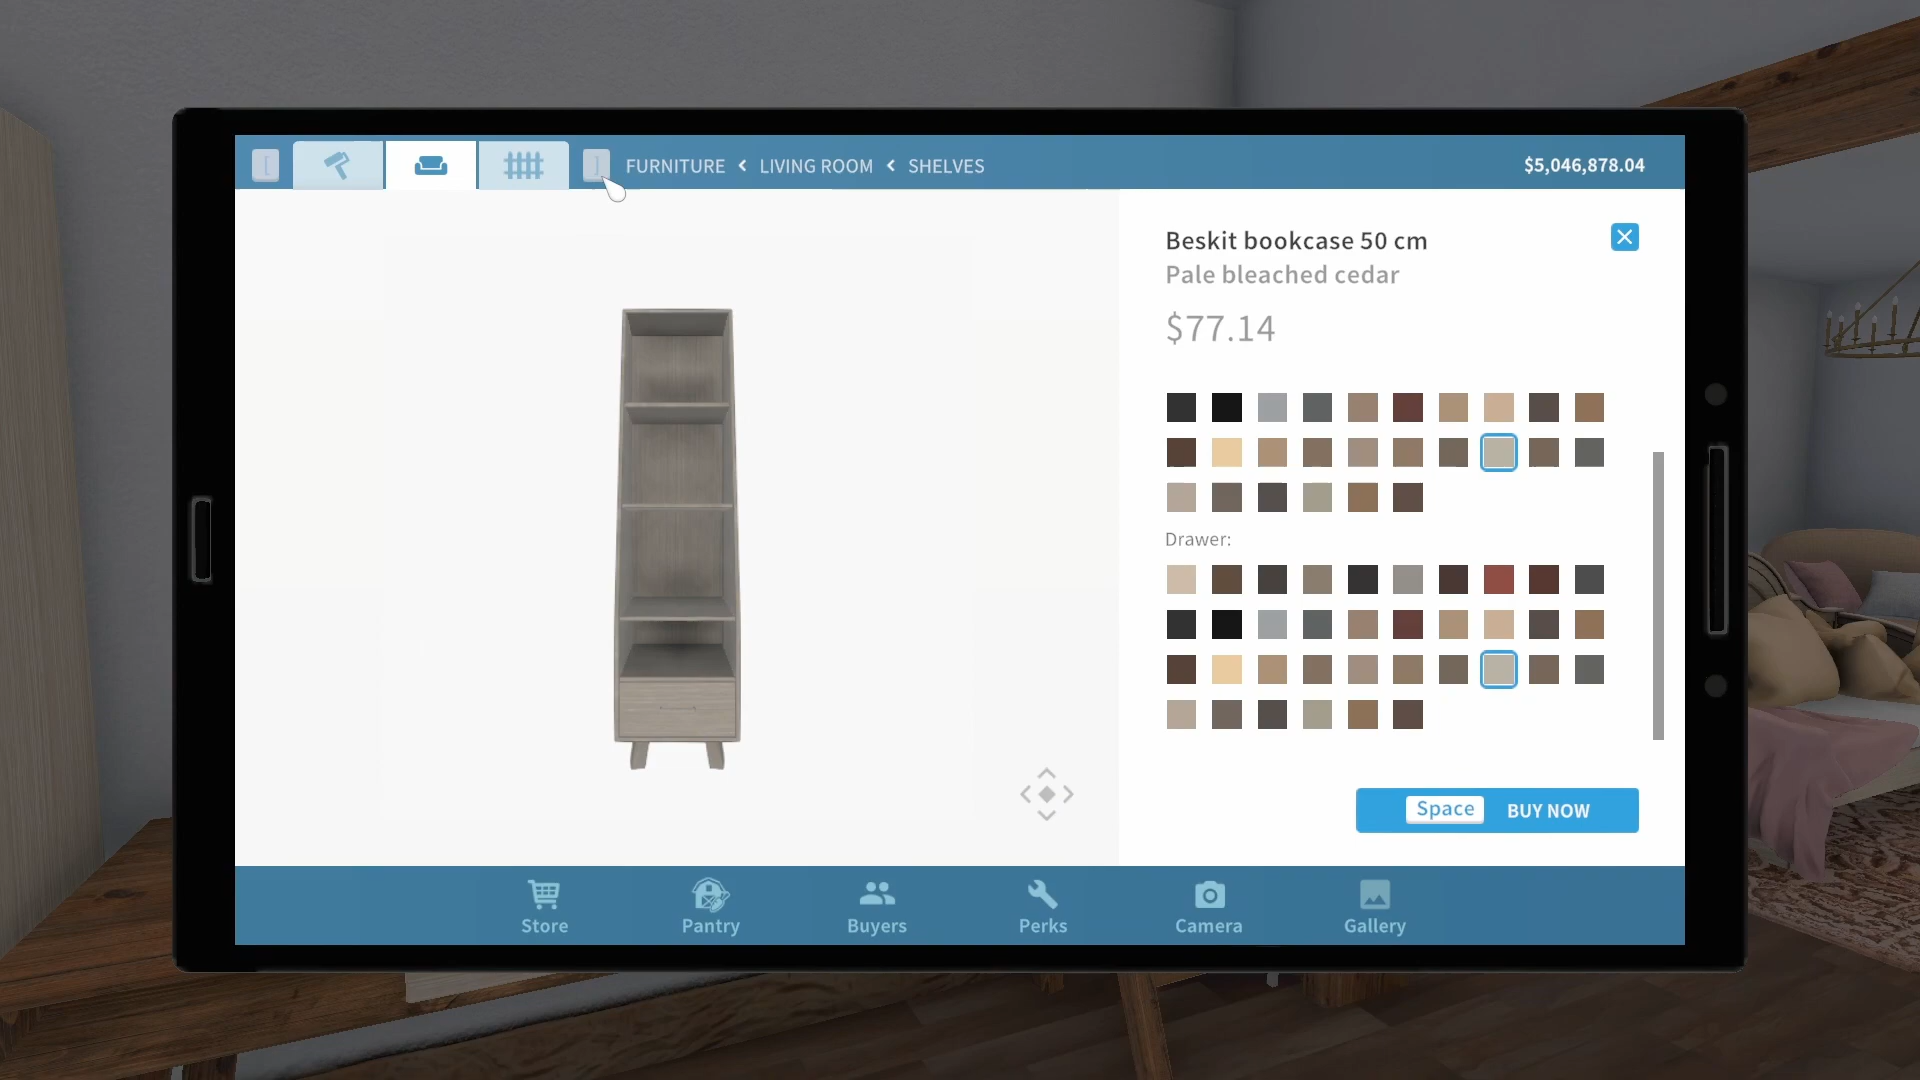 [
]
FURNITURE < LIVING ROOM < SHELVES
$5,046,878.04
Beskit bookcase 50 cm
Pale bleached cedar
$77.14
Drawer:
Space BUY NOW
Store
Pantry
Buyers
Perks
Camera
Gallery